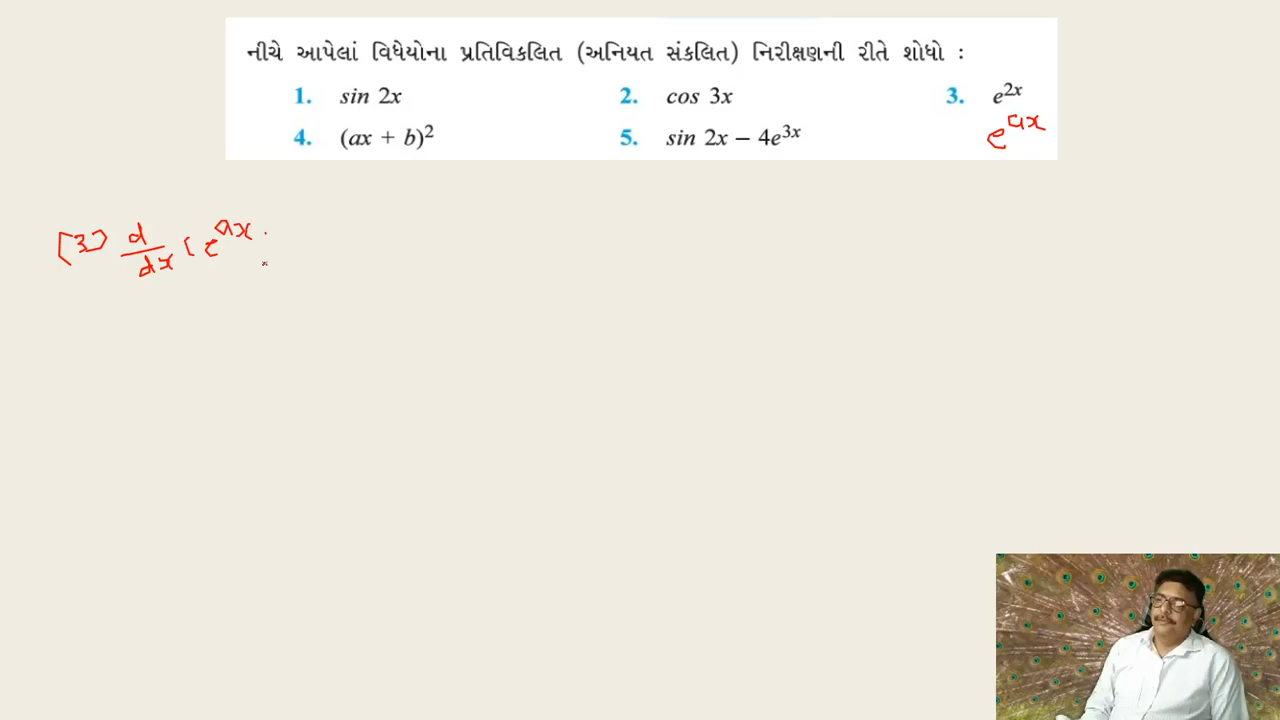 નીચે આપેલાં વિધેયોના પ્રતિવિકલિત (અનિયત સંકલિત) નિરીક્ષણની રીતે શોધો :
1. sin 2x 2. cos 3x 3. e^{2x}
4. (ax + b)^2 5. sin 2x – 4e^{3x} e^{ax}
(3) d/dx (e^{ax}